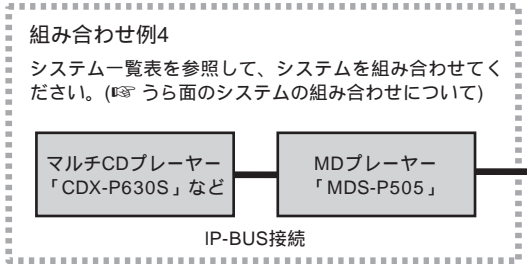 組み合わせ例4
システム一覧表を参照して、システムを組み合わせてく
ださい。(☞ うら面のシステムの組み合わせについて)
マルチCDプレーヤー
「CDX-P630S」など
MDプレーヤー
「MDS-P505」
IP-BUS接続